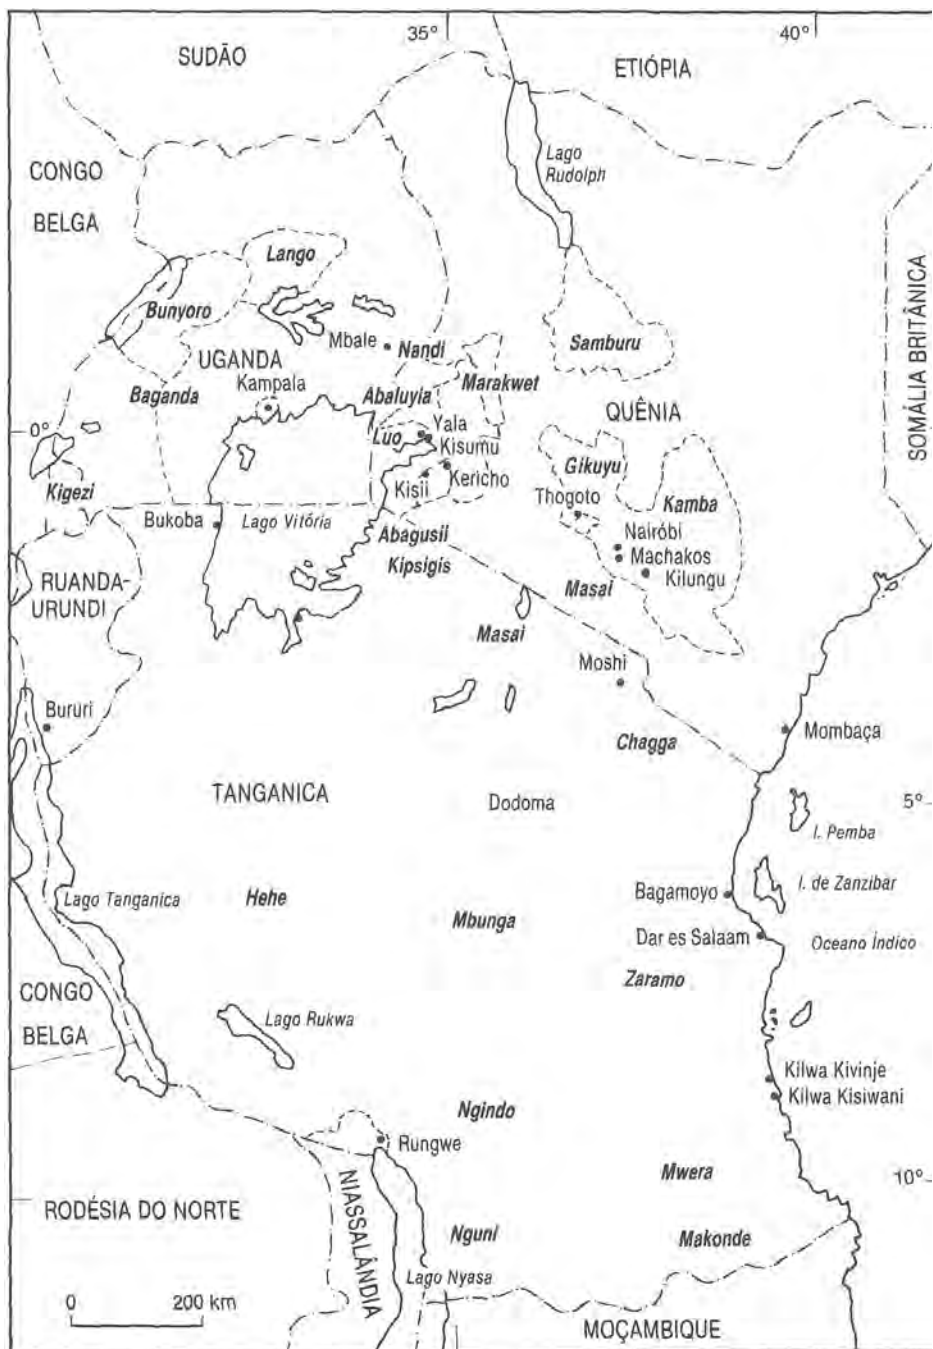 35°
40°
SUDÃO
ETIÓPIA
CONGO
BELGA
Lago
Rudolph
Lango
Bunyoro
SOMÁLIA BRITÂNICA
Mbale
Nandi
Samburu
UGANDA
Marakwet
Kampala
Baganda
Abaluyia
QUÊNIA
0°
Yala
Luo
Kisumu
Gikuyu
Kericho
Kisii
Kigezi
Thogoto
Kamba
Bukoba
Lago Vitória
Abagusii
Nairóbi
Machakos
Kipsigis
Kilungu
RUANDA-
URUNDI
Masai
Masai
Moshi
Bururi
Mombaça
Chagga
TANGANICA
Dodoma
5°
I. Pemba
Lago Tanganica
Hehe
Bagamoyo
I. de Zanzibar
Mbunga
Dar es Salaam
Oceano Índico
Zaramo
CONGO
BELGA
Lago Rukwa
Kilwa Kivinje
Kilwa Kisiwani
Ngindo
Rungwe
Mwera
10°
RODÉSIA DO NORTE
NIASSALÂNDIA
Nguni
Makonde
Lago Nyasa
0
200 km
MOÇAMBIQUE